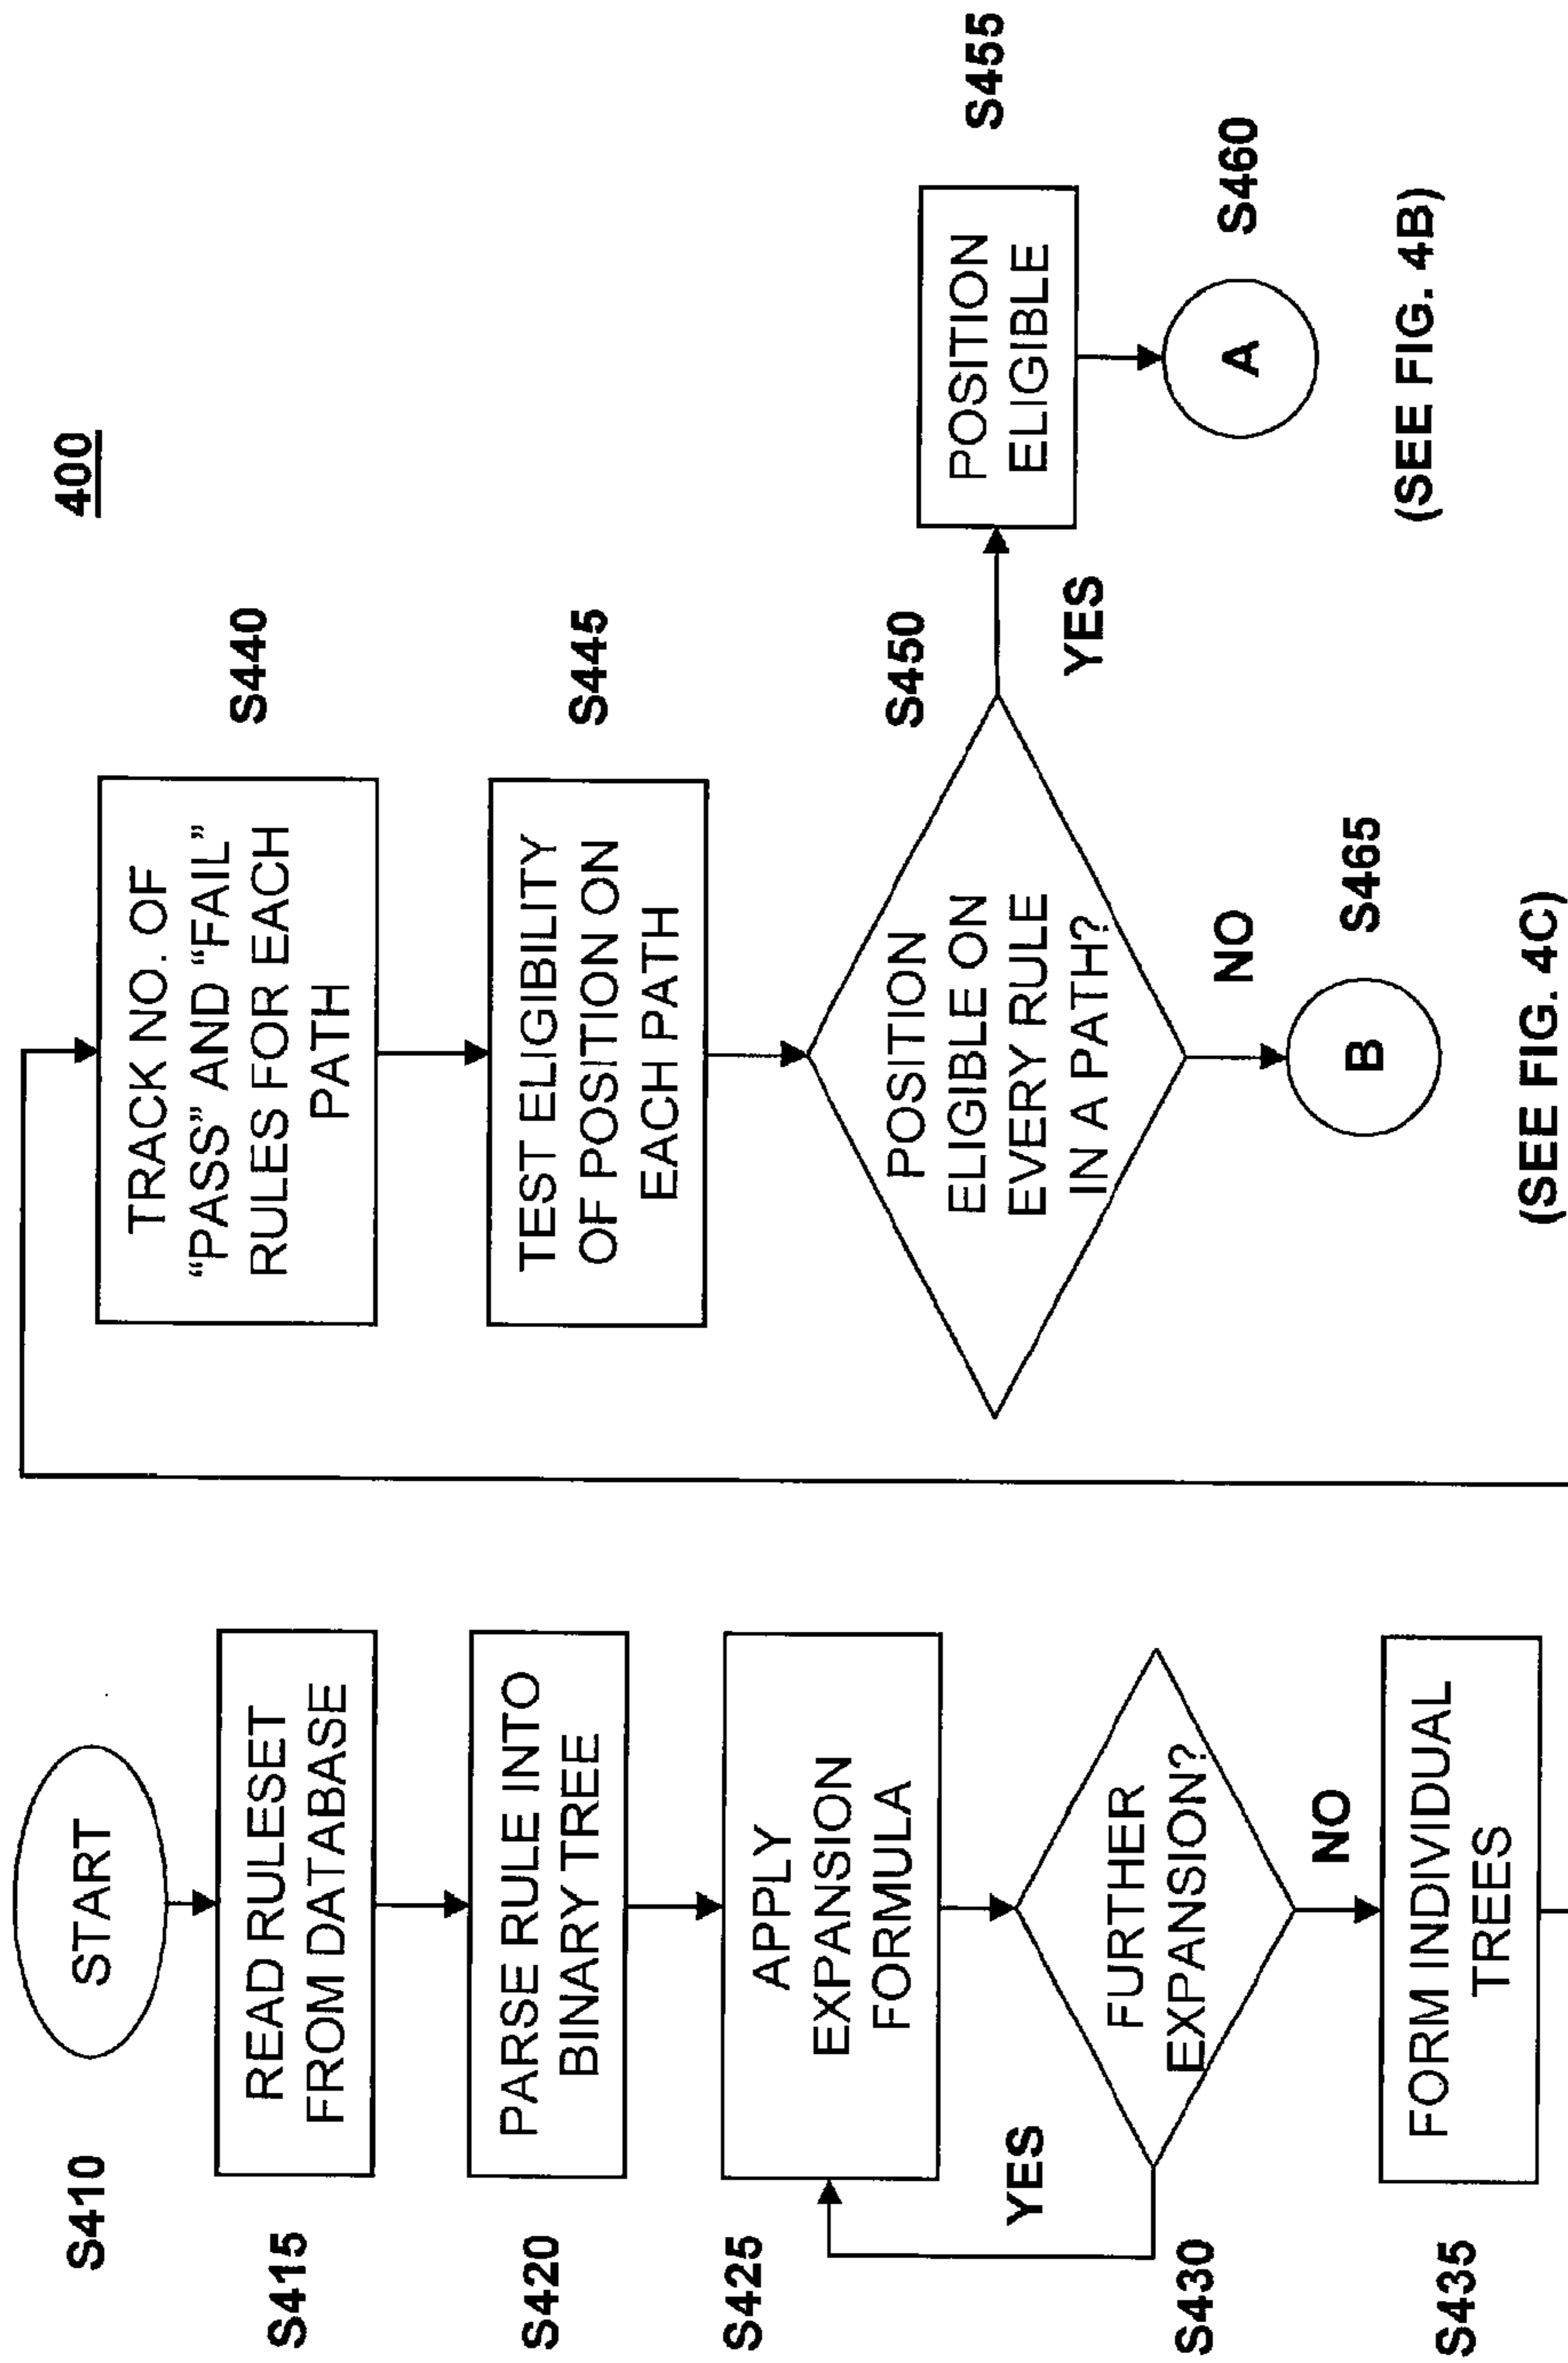 400
S410
START
S415
READ RULESET
FROM DATABASE
S420
PARSE RULE INTO
BINARY TREE
S425
APPLY
EXPANSION
FORMULA
YES
S430
FURTHER
EXPANSION?
NO
S435
FORM INDIVIDUAL
TREES
TRACK NO. OF
“PASS” AND “FAIL”
RULES FOR EACH
PATH
S440
TEST ELIGIBILITY
OF POSITION ON
EACH PATH
S445
POSITION
ELIGIBLE ON
EVERY RULE
IN A PATH?
S450
YES
POSITION
ELIGIBLE
S455
A
S460
(SEE FIG. 4B)
NO
B
S465
(SEE FIG. 4C)